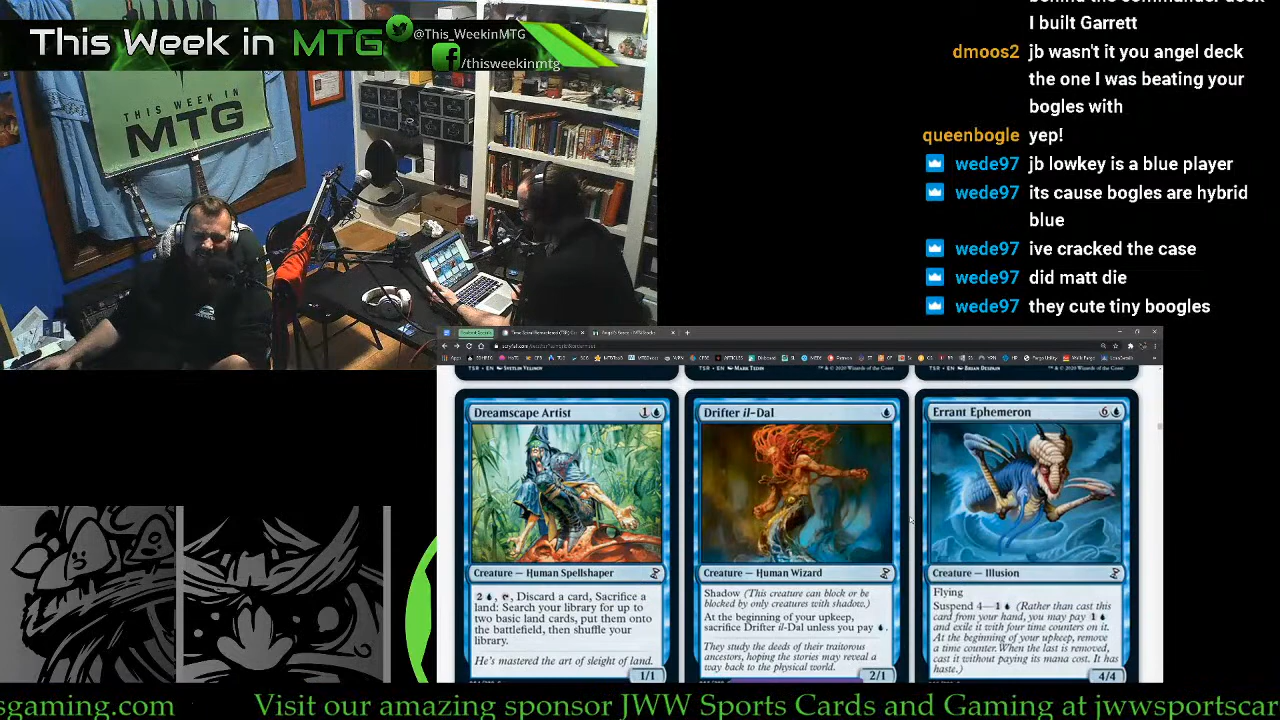 This Week in MTG
@This_WeekinMTG
/thisweekinmtg
THIS WEEK IN
MTG
behind the commander deck
I built Garrett
dmoos2 jb wasn't it you angel deck
the one I was beating your
bogles with
queenbogle yep!
wede97 jb lowkey is a blue player
wede97 its cause bogles are hybrid
blue
wede97 ive cracked the case
wede97 did matt die
wede97 they cute tiny boogles
Dreamscape Artist 1
Creature — Human Spellshaper
2 , , Discard a card, Sacrifice a
land: Search your library for up to
two basic land cards, put them onto
the battlefield, then shuffle your
library.
He's mastered the art of sleight of land.
1/1
Drifter il-Dal
Creature — Human Wizard
Shadow (This creature can block or be
blocked by only creatures with shadow.)
At the beginning of your upkeep,
sacrifice Drifter il-Dal unless you pay .
They study the deeds of their traitorous
ancestors, hoping the stories may reveal a
way back to the physical world.
2/1
Errant Ephemeron 6
Creature — Illusion
Flying
Suspend 4—1 (Rather than cast this
card from your hand, you may pay 1
and exile it with four time counters on it.
At the beginning of your upkeep, remove
a time counter. When the last is removed,
cast it without paying its mana cost. It has
haste.)
4/4
sgaming.com Visit our amazing sponsor JWW Sports Cards and Gaming at jwwsportscar